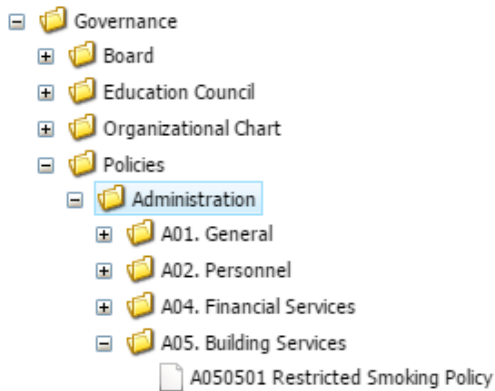 Governance
Board
Education Council
Organizational Chart
Policies
Administration
A01. General
A02. Personnel
A04. Financial Services
A05. Building Services
A050501 Restricted Smoking Policy